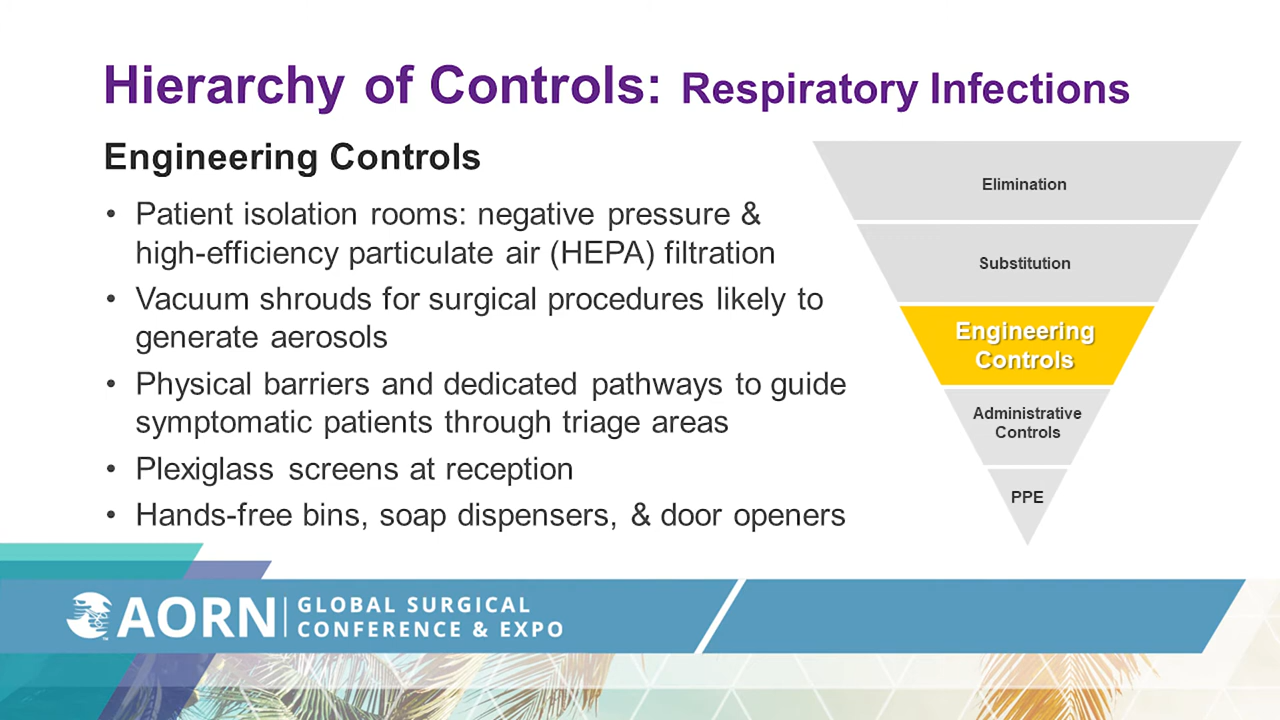 Hierarchy of Controls: Respiratory Infections
Engineering Controls
• Patient isolation rooms: negative pressure &
high-efficiency particulate air (HEPA) filtration
• Vacuum shrouds for surgical procedures likely to
generate aerosols
• Physical barriers and dedicated pathways to guide
symptomatic patients through triage areas
• Plexiglass screens at reception
• Hands-free bins, soap dispensers, & door openers
Elimination
Substitution
Engineering
Controls
Administrative
Controls
PPE
AORN
GLOBAL SURGICAL
CONFERENCE & EXPO